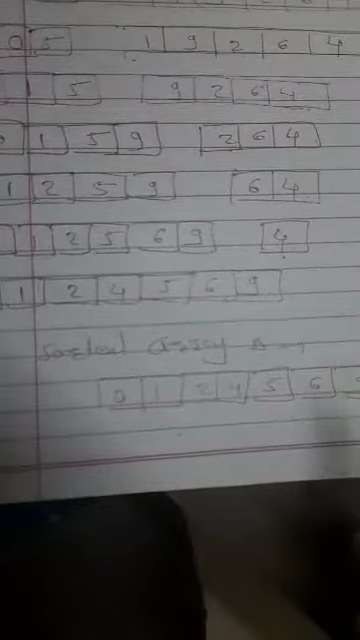 0 5 1 9 2 6 4
1 5 9 2 6 4
1 5 9 2 6 4
1 2 5 9 6 4
1 2 5 6 9 4
1 2 4 5 6 9
Sorted array
0 1 2 4 5 6